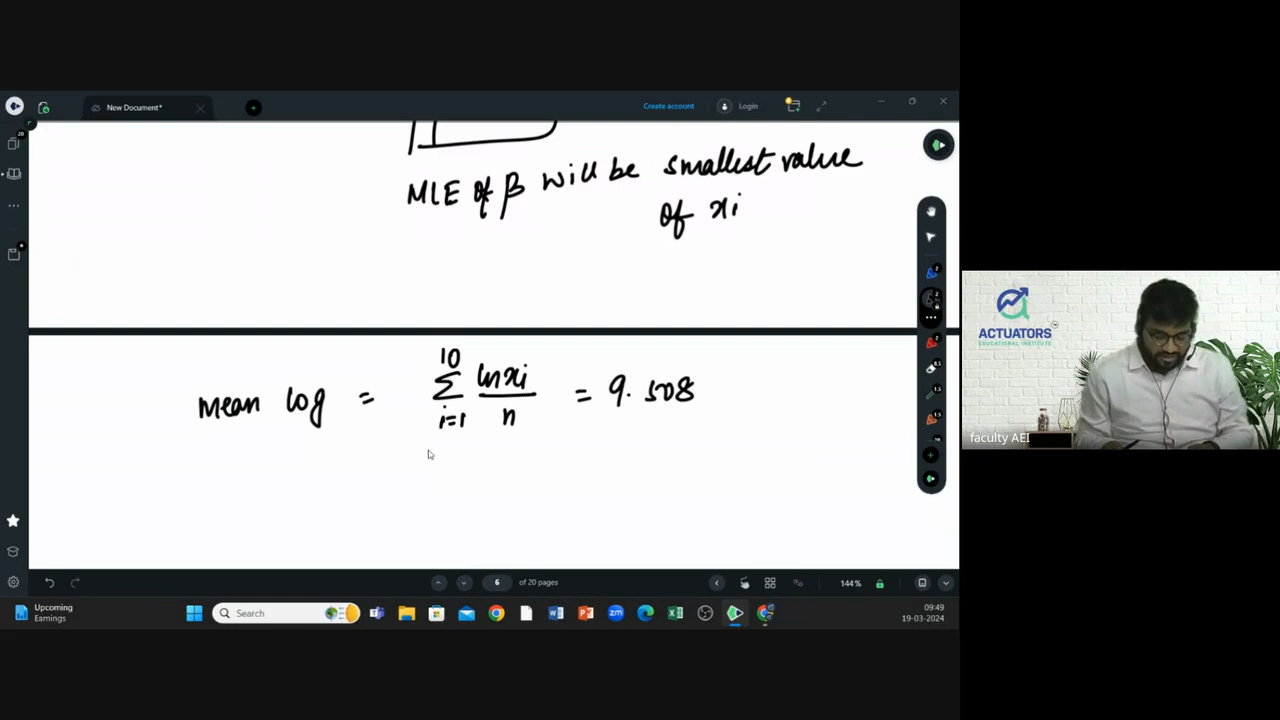 New Document*
Create account
Login
MLE of β will be smallest value
of xi
mean log = 10 Σ i=1 ln xi / n = 9.508
ACTUATORS
EDUCATIONAL INSTITUTE
faculty AEI
6 of 20 pages
144%
Upcoming
Earnings
Search
09:49
19-03-2024